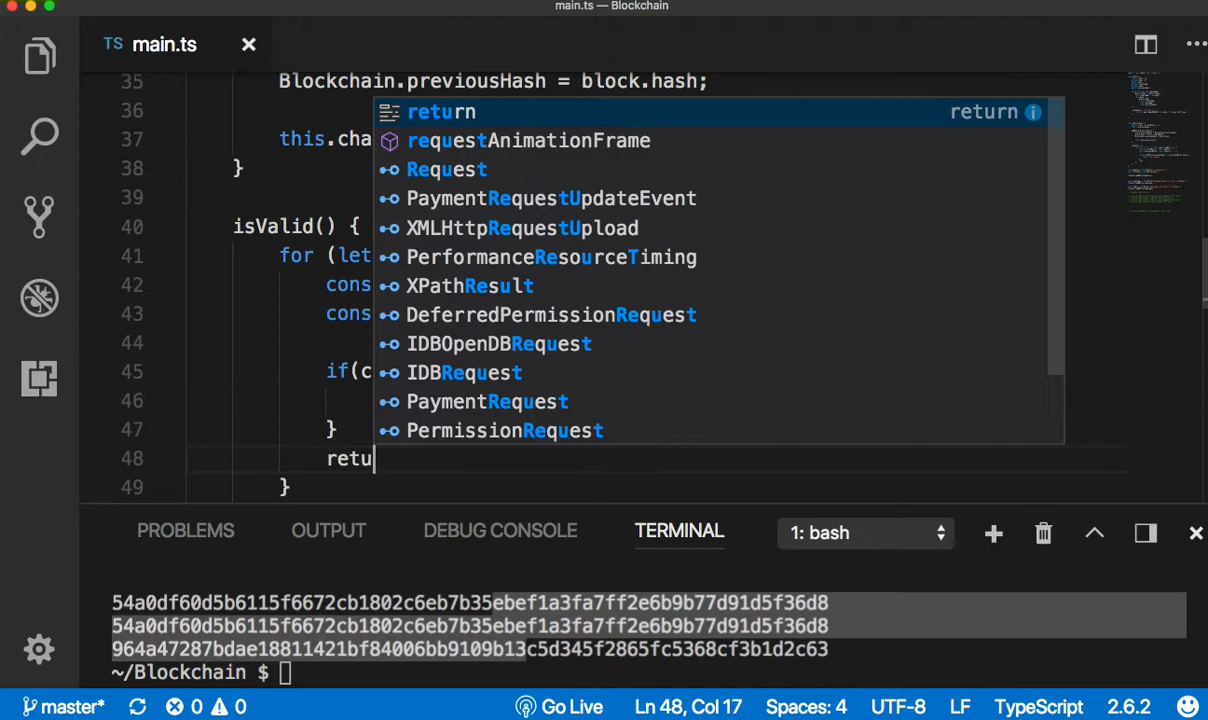 main.ts — Blockchain
TS main.ts
35 Blockchain.previousHash = block.hash;
36
37 this.cha
38 }
39
40 isValid() {
41 for (let
42 cons
43 cons
44
45 if(c
46
47 }
48 retu
49 }
return return
requestAnimationFrame
Request
PaymentRequestUpdateEvent
XMLHttpRequestUpload
PerformanceResourceTiming
XPathResult
DeferredPermissionRequest
IDBOpenDBRequest
IDBRequest
PaymentRequest
PermissionRequest
PROBLEMS OUTPUT DEBUG CONSOLE TERMINAL 1: bash
54a0df60d5b6115f6672cb1802c6eb7b35ebef1a3fa7ff2e6b9b77d91d5f36d8
54a0df60d5b6115f6672cb1802c6eb7b35ebef1a3fa7ff2e6b9b77d91d5f36d8
964a47287bdae18811421bf84006bb9109b13c5d345f2865fc5368cf3b1d2c63
~/Blockchain $
master* 0 0 Go Live Ln 48, Col 17 Spaces: 4 UTF-8 LF TypeScript 2.6.2